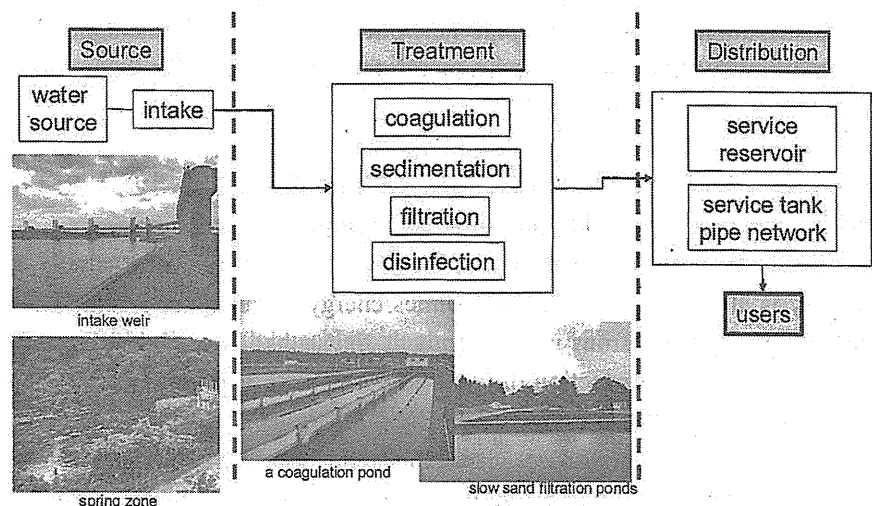 Source
water
source
intake
intake weir
spring zone
Treatment
coagulation
sedimentation
filtration
disinfection
a coagulation pond
slow sand filtration ponds
Distribution
service
reservoir
service tank
pipe network
users